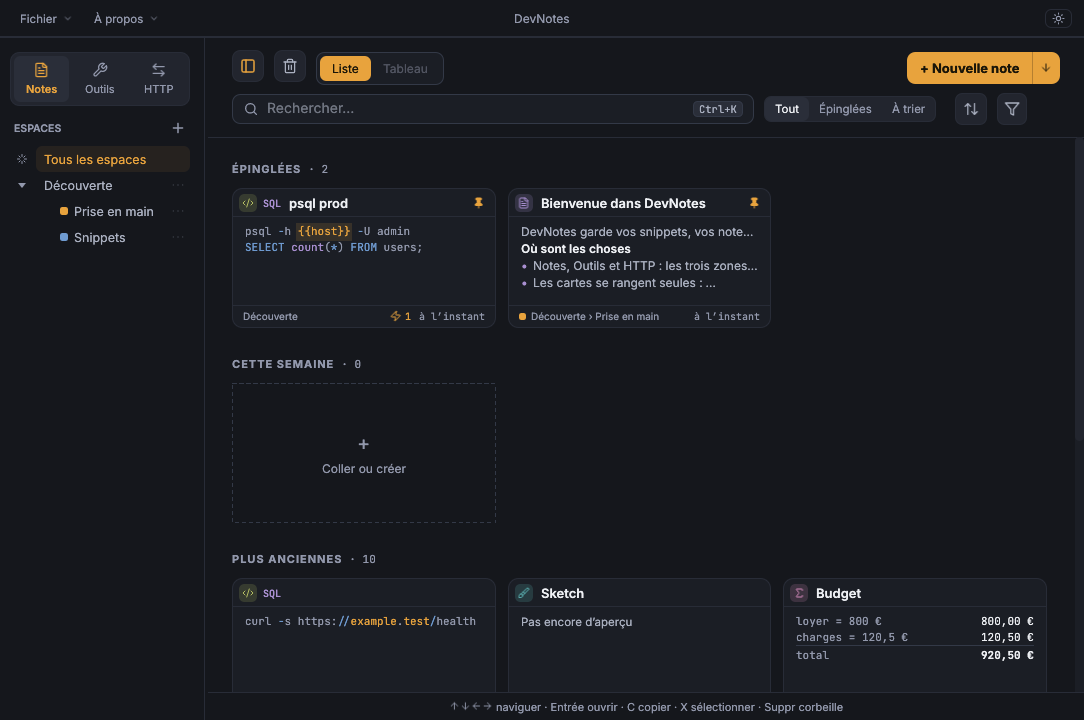 Fichier
À propos
DevNotes
Notes
Outils
HTTP
ESPACES
Tous les espaces
Découverte
Prise en main
Snippets
Liste
Tableau
+ Nouvelle note
Rechercher...
Ctrl+K
Tout
Épinglées
À trier
ÉPINGLÉES · 2
SQL psql prod
psql -h {{host}} -U admin
SELECT count(*) FROM users;
Découverte
1 à l’instant
Bienvenue dans DevNotes
DevNotes garde vos snippets, vos note...
Où sont les choses
• Notes, Outils et HTTP : les trois zones...
• Les cartes se rangent seules : ...
Découverte › Prise en main
à l’instant
CETTE SEMAINE · 0
+
Coller ou créer
PLUS ANCIENNES · 10
SQL
curl -s https://example.test/health
Sketch
Pas encore d’aperçu
Σ Budget
loyer = 800 € 800,00 €
charges = 120,5 € 120,50 €
total 920,50 €
↑↓←→ naviguer · Entrée ouvrir · C copier · X sélectionner · Suppr corbeille